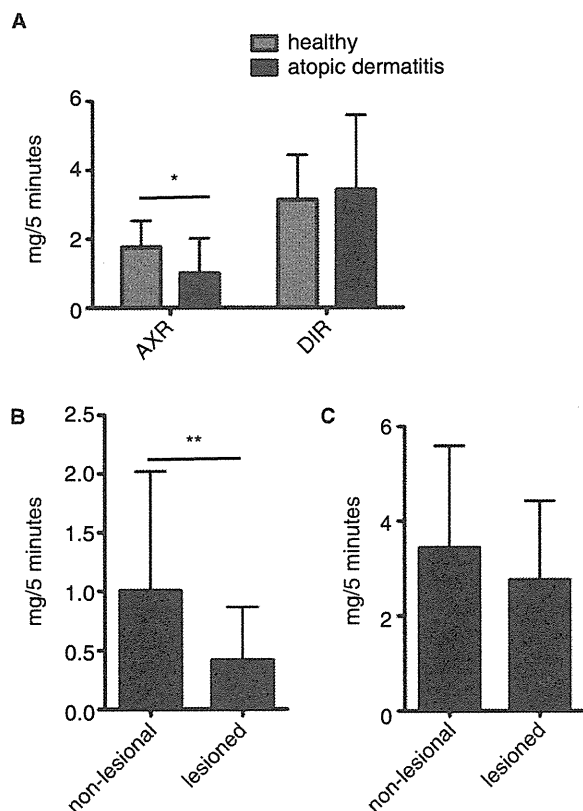 A
healthy
atopic dermatitis
mg/5 minutes
6
4
2
0
*
AXR
DIR
B
mg/5 minutes
2.5
2.0
1.5
1.0
0.5
0.0
**
non-lesional
lesioned
C
mg/5 minutes
6
4
2
0
non-lesional
lesioned